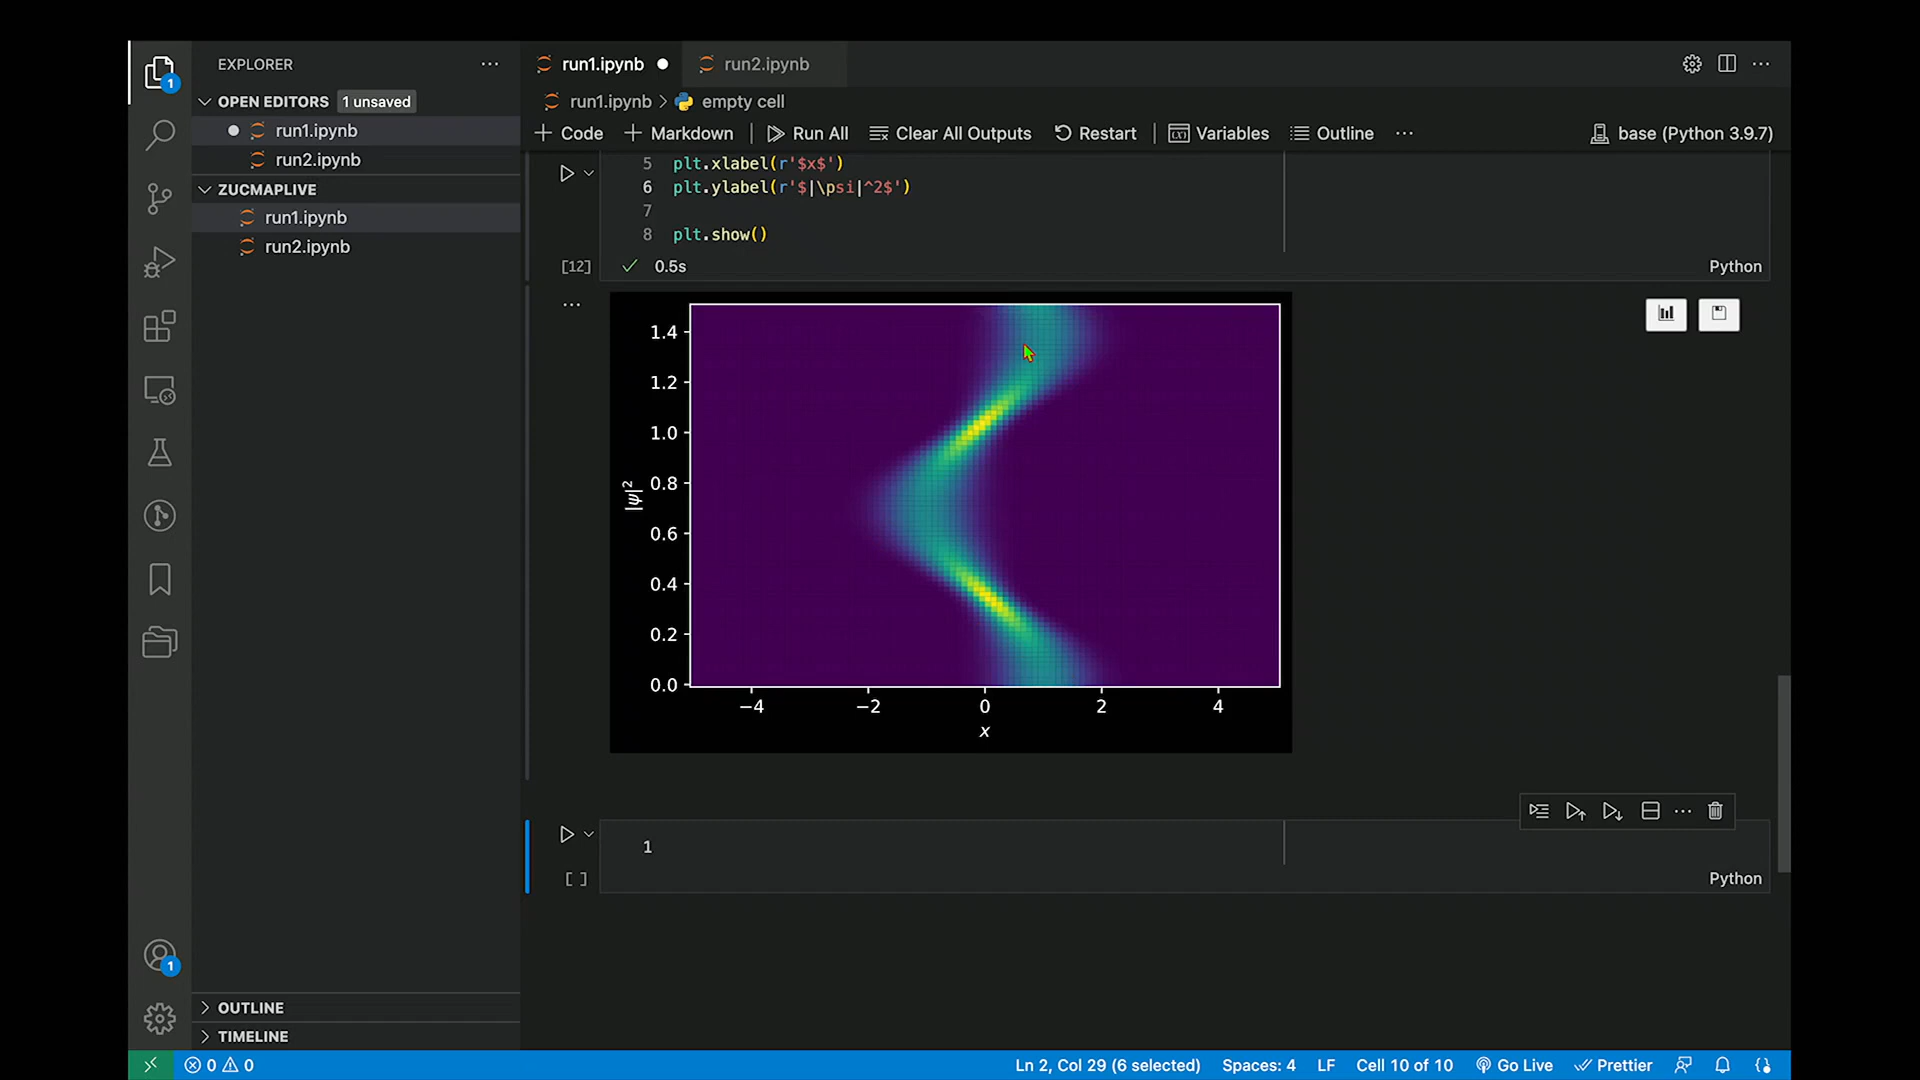 EXPLORER
OPEN EDITORS 1 unsaved
run1.ipynb
run2.ipynb
ZUCMAPLIVE
run1.ipynb
run2.ipynb
OUTLINE
TIMELINE
1
1
run1.ipynb
run2.ipynb
run1.ipynb > empty cell
+ Code + Markdown Run All Clear All Outputs Restart Variables Outline ...
base (Python 3.9.7)
5 plt.xlabel(r'$x$')
6 plt.ylabel(r'$|\psi|^2$')
7
8 plt.show()
[12] ✓ 0.5s
Python
1.4
1.2
1.0
0.8
0.6
0.4
0.2
0.0
|ψ|²
−4 −2 0 2 4
x
1
[ ]
Python
0 0
Ln 2, Col 29 (6 selected) Spaces: 4 LF Cell 10 of 10 Go Live Prettier